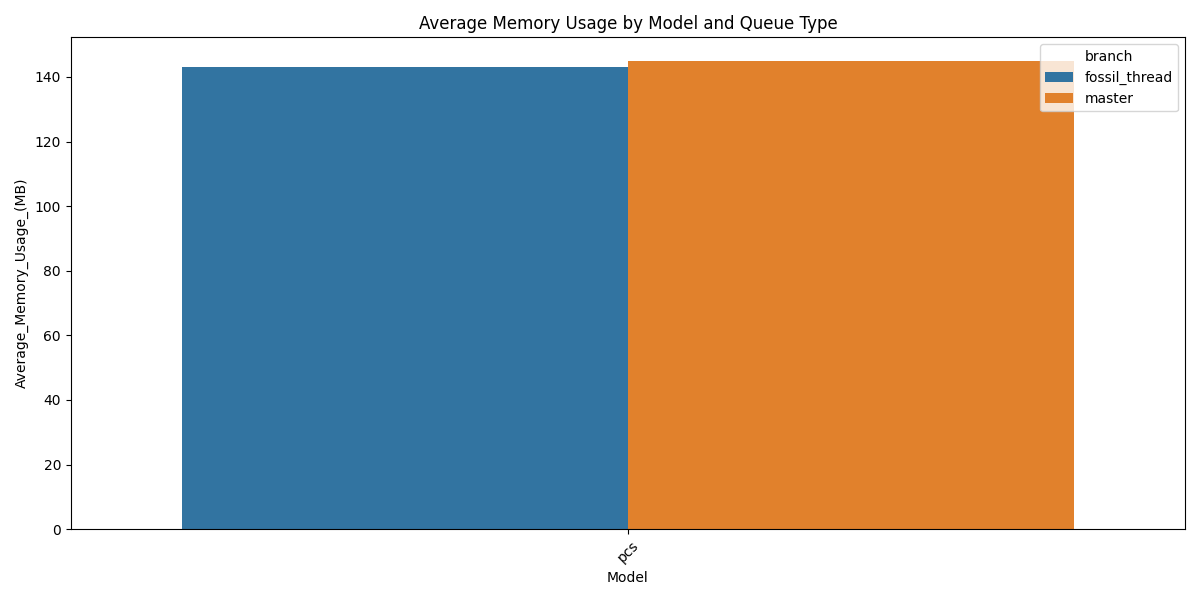 Average Memory Usage by Model and Queue Type
branch
fossil_thread
master
Average_Memory_Usage_(MB)
140
120
100
80
60
40
20
0
pcs
Model